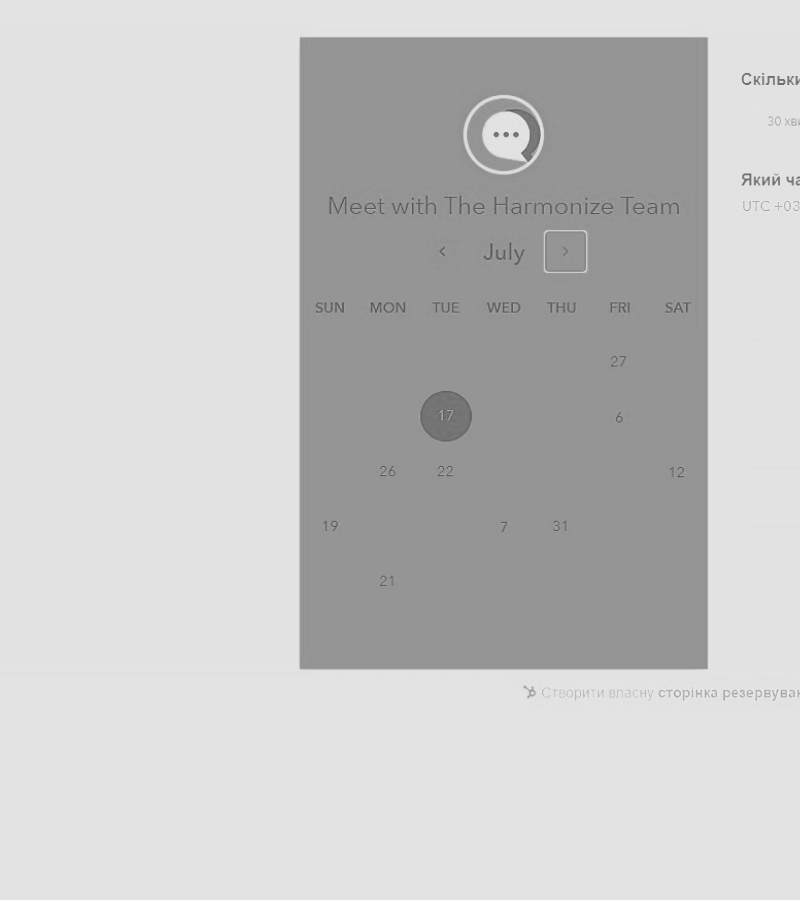 Скільки
30 хви
Який ча
UTC +03
Meet with The Harmonize Team
July
SUN MON TUE WED THU FRI SAT
27
17 6
26 22 12
19 7 31
21
Створити власну сторінка резервуван